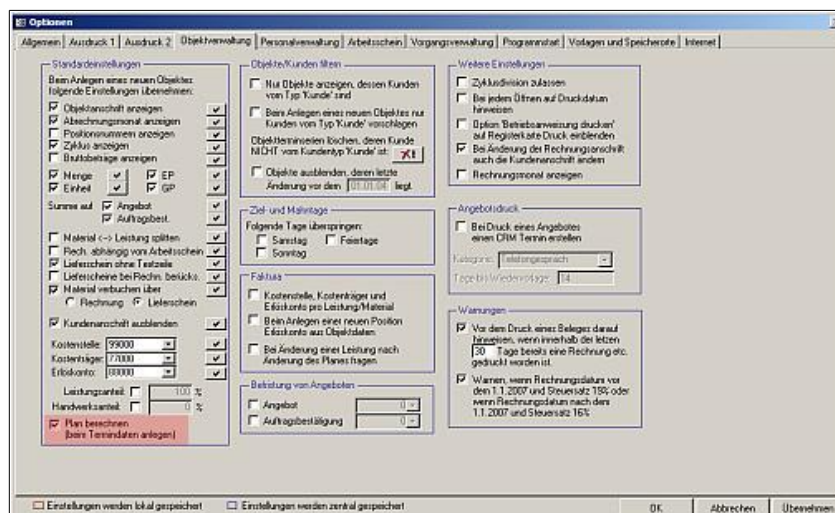 Optionen
Allgemein Ausdruck 1 Ausdruck 2 Objektverwaltung Personalverwaltung Arbeitsschein Vorgangsverwaltung Programmstart Vorlagen und Speicherorte Internet
Standardeinstellungen
Beim Anlegen eines neuen Objektes
folgende Einstellungen übernehmen:
Objektanschrift anzeigen
Abrechnungsmonat anzeigen
Positionsnummern anzeigen
Zyklus anzeigen
Bruttobeträge anzeigen
Menge EP
Einheit GP
Summe auf Angebot
Auftragsbest.
Material <-> Leistung splitten
Rech. abhängig vom Arbeitsschein
Lieferschein ohne Textzeile
Lieferscheine bei Rechn. berücks.
Material verbuchen über
Rechnung Lieferschein
Kundenanschrift ausblenden
Kostenstelle: 99000
Kostenträger: 77000
Erlöskonto: 88000
Leistungsanteil: 100 %
Handwerksanteil: 0 %
Plan berechnen
(beim Termindaten anlegen)
Objekte/Kunden filtern
Nur Objekte anzeigen, dessen Kunden
vom Typ 'Kunde' sind
Beim Anlegen eines neuen Objektes nur
Kunden vom Typ 'Kunde' vorschlagen
Objektterminserien löschen, deren Kunde
NICHT vom Kundentyp 'Kunde' ist:
Objekte ausblenden, deren letzte
Änderung vor dem 01.01.04 liegt.
Ziel- und Mahntage
Folgende Tage überspringen:
Samstag Feiertage
Sonntag
Faktura
Kostenstelle, Kostenträger und
Erlöskonto pro Leistung/Material
Beim Anlegen einer neuen Position
Erlöskonto aus Objektdaten
Bei Änderung einer Leistung nach
Änderung des Planes fragen
Befristung von Angeboten
Angebot 0
Auftragsbestätigung 0
Weitere Einstellungen
Zyklusdivision zulassen
Bei jedem Öffnen auf Druckdatum
hinweisen
Option 'Betriebsanweisung drucken'
auf Registerkarte Druck einblenden
Bei Änderung der Rechnungsanschrift
auch die Kundenanschrift ändern
Rechnungsmonat anzeigen
Angebotsdruck
Bei Druck eines Angebotes
einen CRM Termin erstellen
Kategorie: Telefongespräch
Tage bis Wiedervorlage: 14
Warnungen
Vor dem Druck eines Beleges darauf
hinweisen, wenn innerhalb der letzen
30 Tage bereits eine Rechnung etc.
gedruckt worden ist.
Warnen, wenn Rechnungsdatum vor
dem 1.1.2007 und Steuersatz 19% oder
wenn Rechnungsdatum nach dem
1.1.2007 und Steuersatz 16%
Einstellungen werden lokal gespeichert Einstellungen werden zentral gespeichert
OK Abbrechen Übernehmen